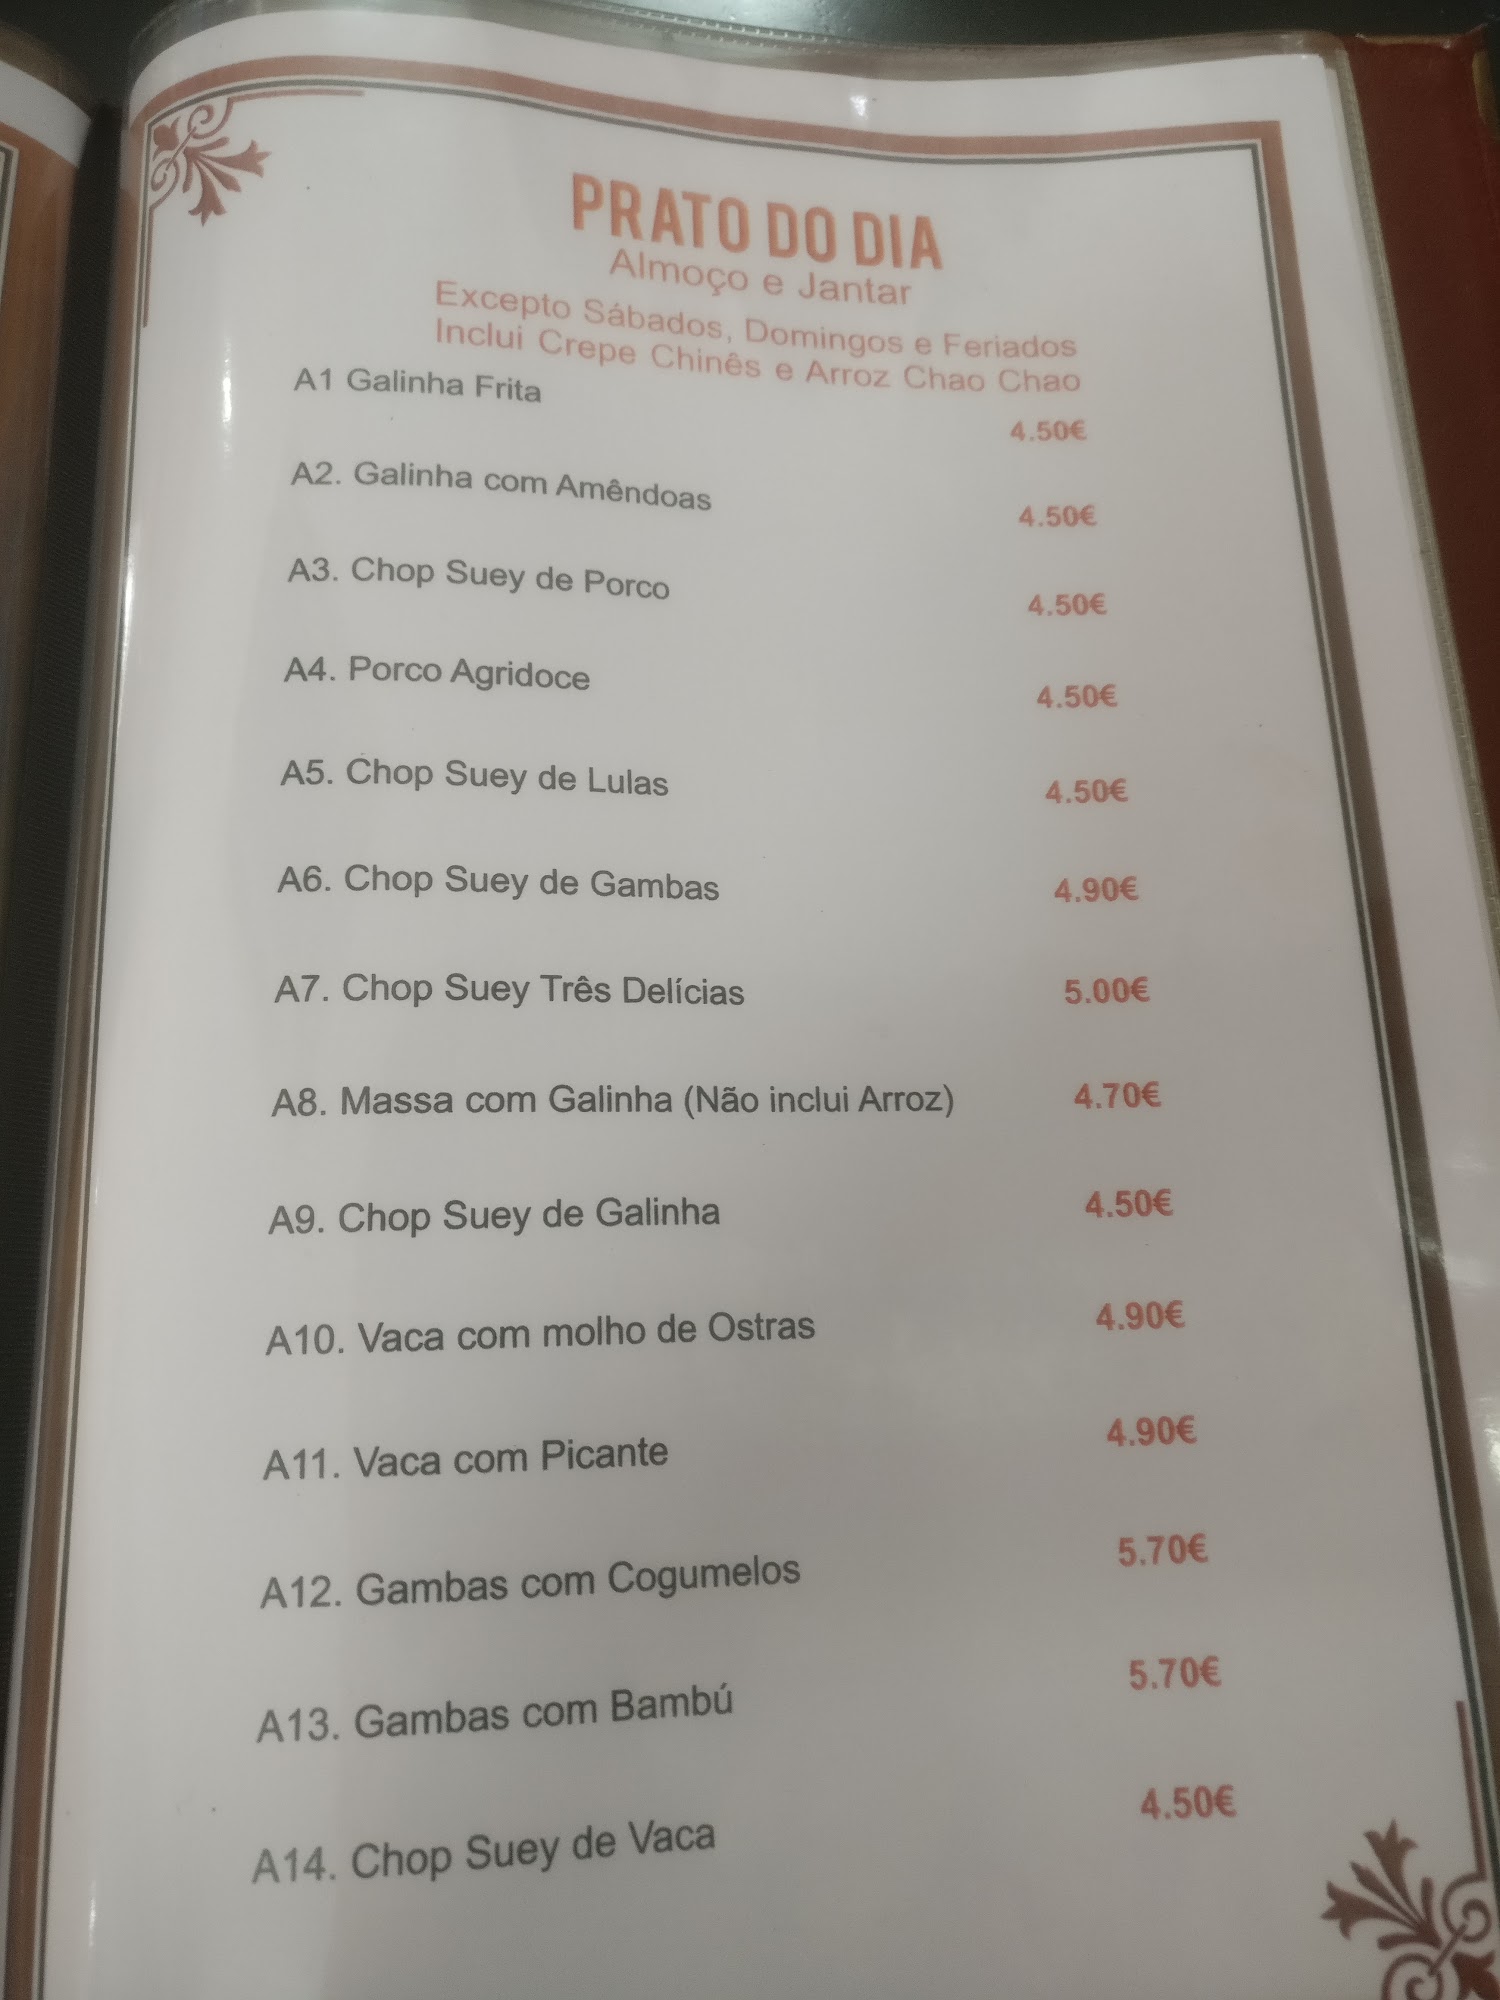 PRATO DO DIA
Almoço e Jantar
Excepto Sábados, Domingos e Feriados
Inclui Crepe Chinês e Arroz Chao Chao
A1 Galinha Frita 4.50€
A2. Galinha com Amêndoas 4.50€
A3. Chop Suey de Porco 4.50€
A4. Porco Agridoce 4.50€
A5. Chop Suey de Lulas 4.50€
A6. Chop Suey de Gambas 4.90€
A7. Chop Suey Três Delícias 5.00€
A8. Massa com Galinha (Não inclui Arroz) 4.70€
A9. Chop Suey de Galinha 4.50€
A10. Vaca com molho de Ostras 4.90€
A11. Vaca com Picante 4.90€
A12. Gambas com Cogumelos 5.70€
A13. Gambas com Bambú 5.70€
A14. Chop Suey de Vaca 4.50€